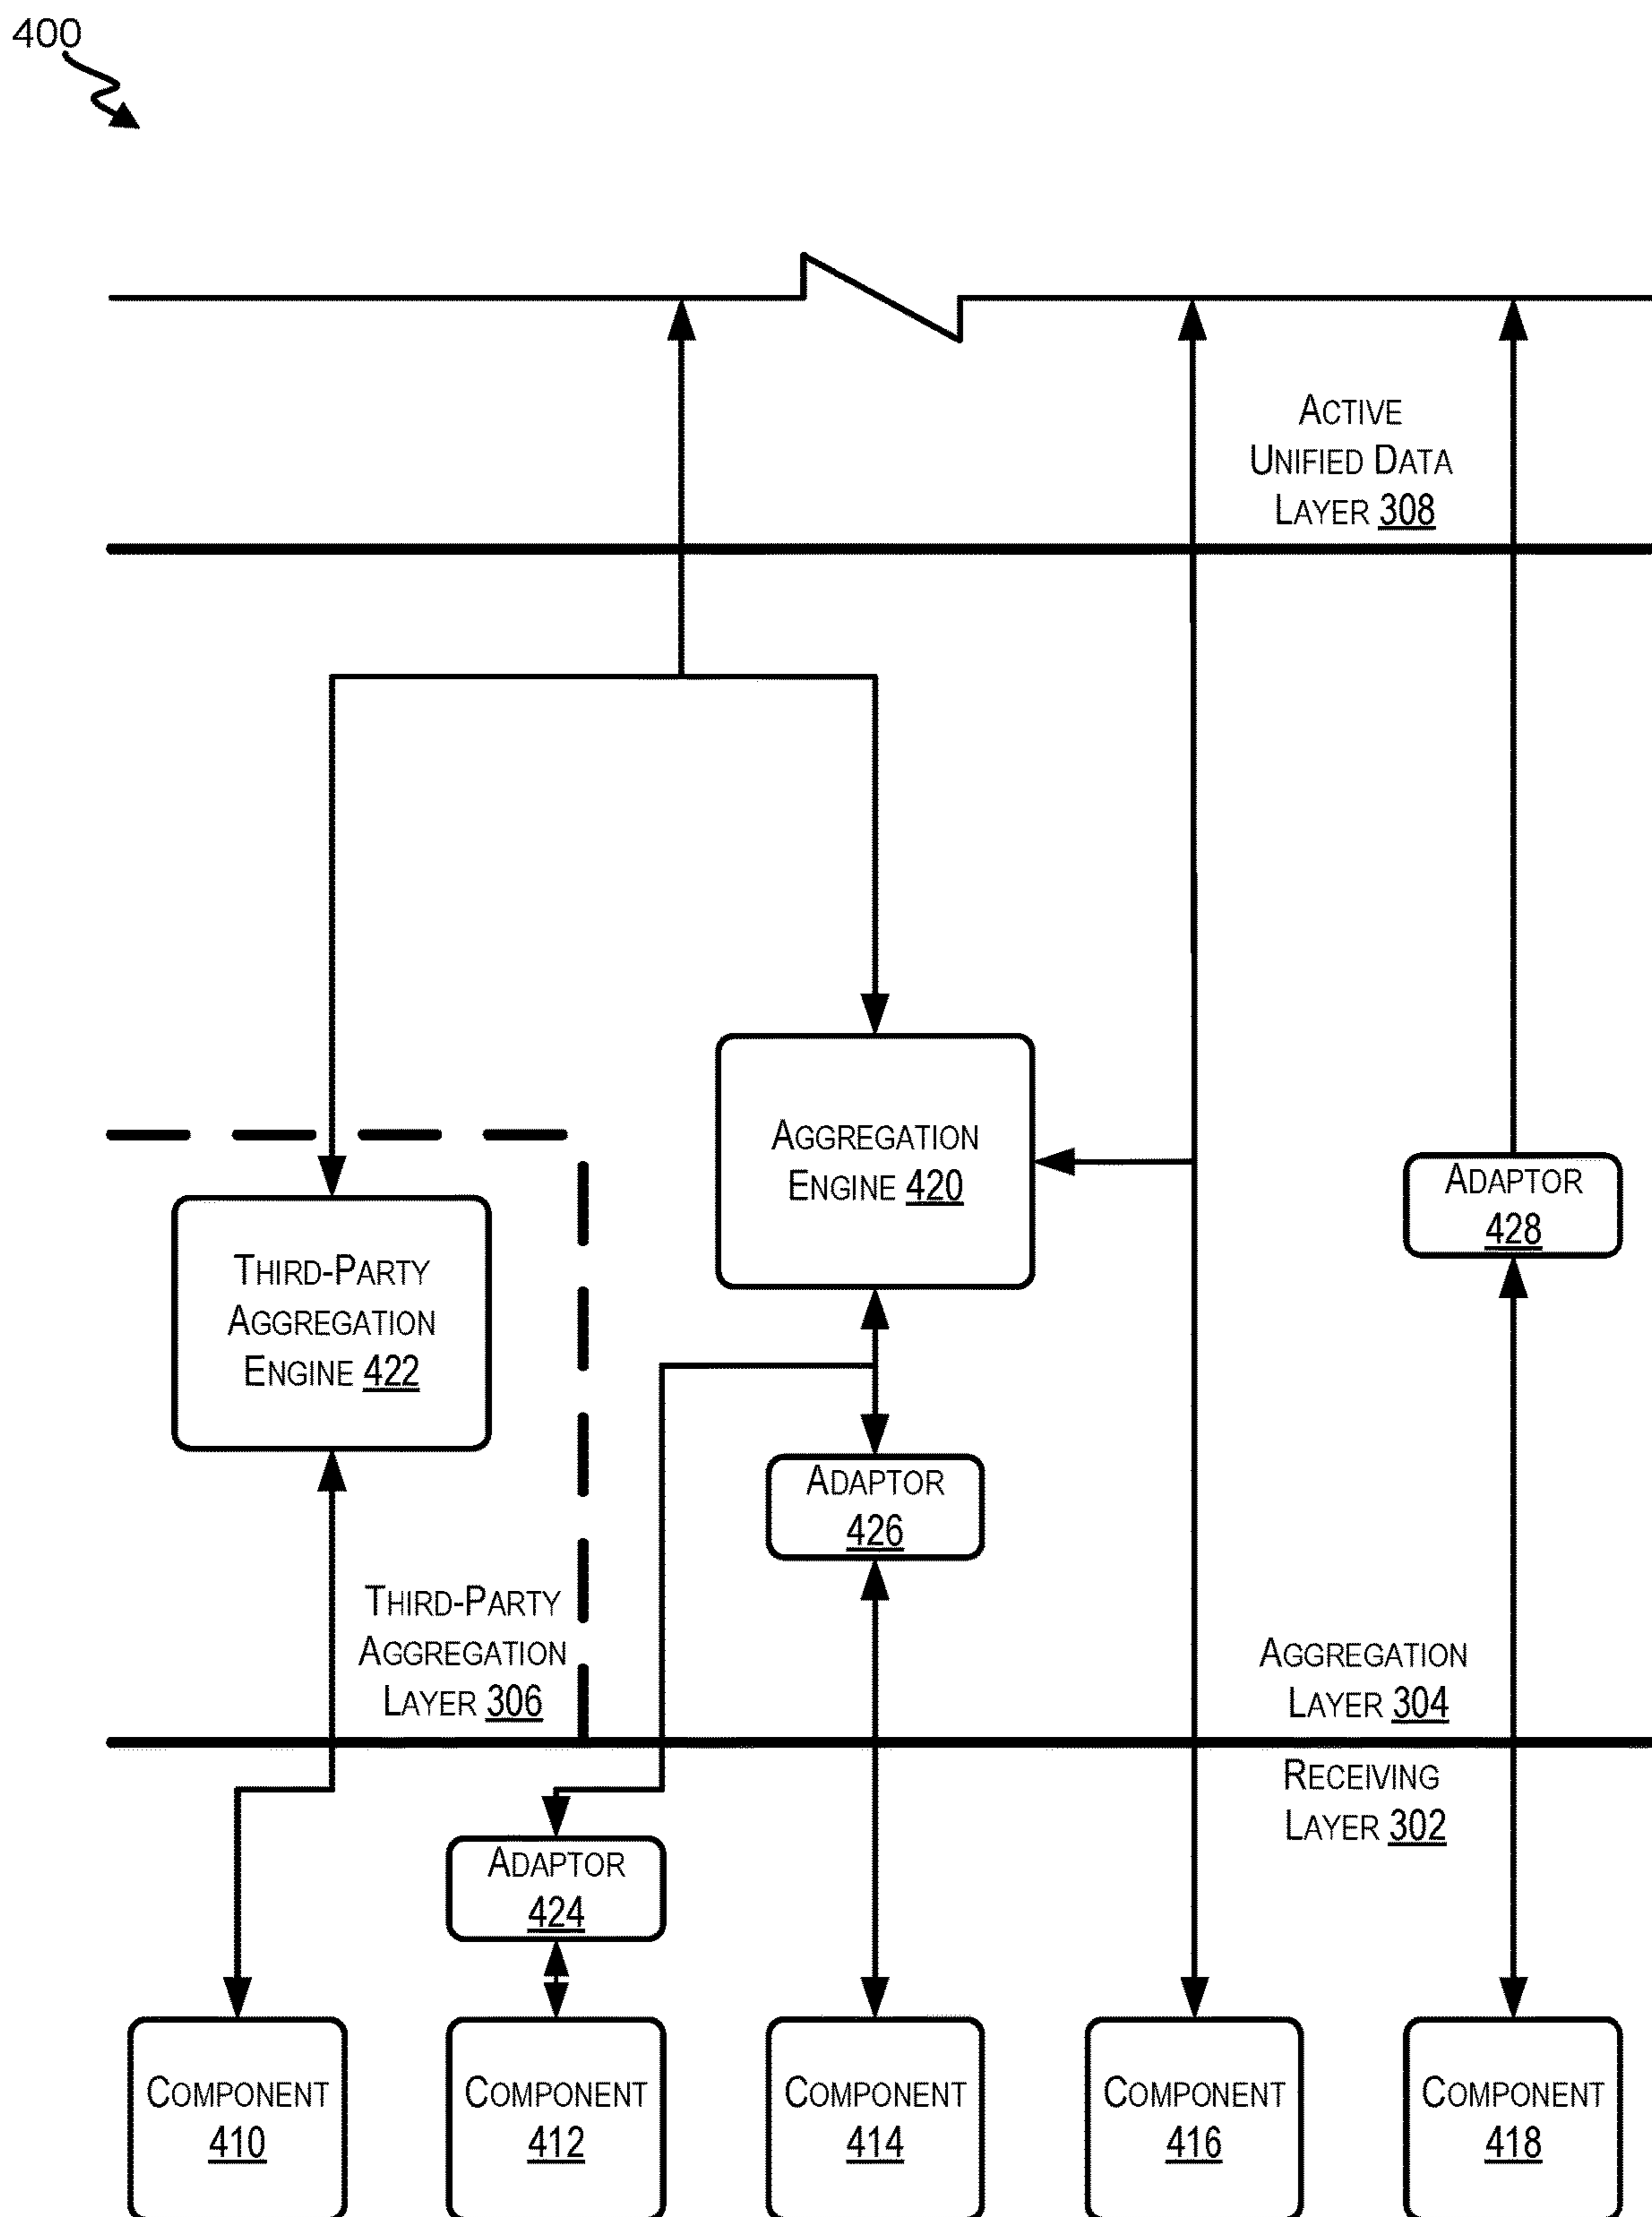 400
ACTIVE
UNIFIED DATA
LAYER 308
AGGREGATION
ENGINE 420
ADAPTOR
428
THIRD-PARTY
AGGREGATION
ENGINE 422
ADAPTOR
426
THIRD-PARTY
AGGREGATION
LAYER 306
AGGREGATION
LAYER 304
RECEIVING
LAYER 302
ADAPTOR
424
COMPONENT
410
COMPONENT
412
COMPONENT
414
COMPONENT
416
COMPONENT
418